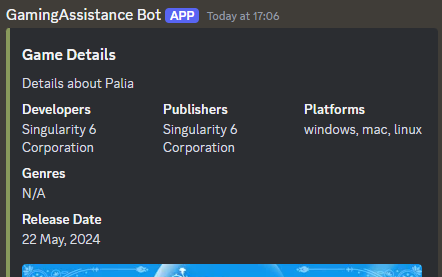 GamingAssistance Bot APP Today at 17:06
Game Details
Details about Palia
Developers Publishers Platforms
Singularity 6 Singularity 6 windows, mac, linux
Corporation Corporation
Genres
N/A
Release Date
22 May, 2024